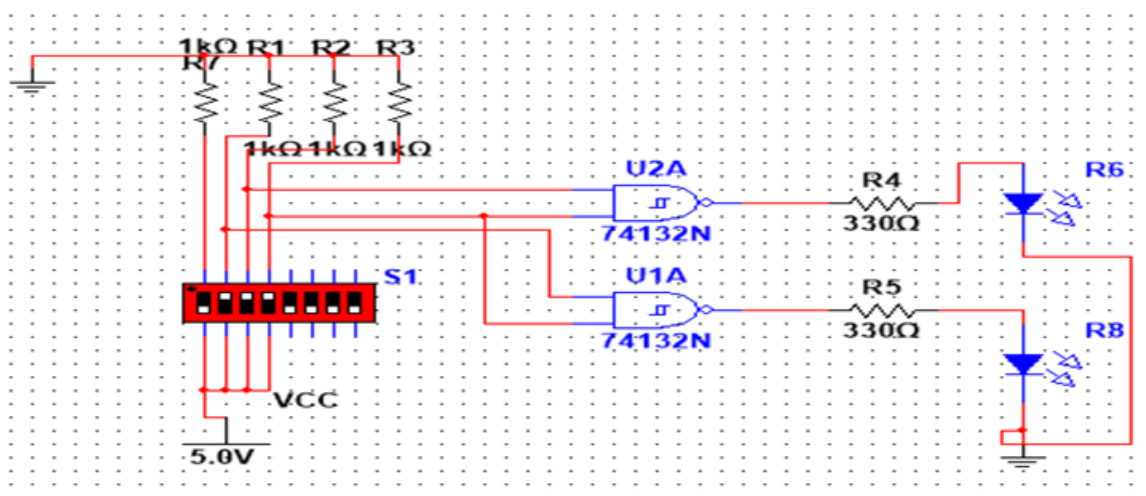 1kΩ R1 R2 R3
R7
1kΩ 1kΩ 1kΩ
U2A
R4
R6
330Ω
74132N
S1
U1A
R5
330Ω
R8
74132N
VCC
5.0V